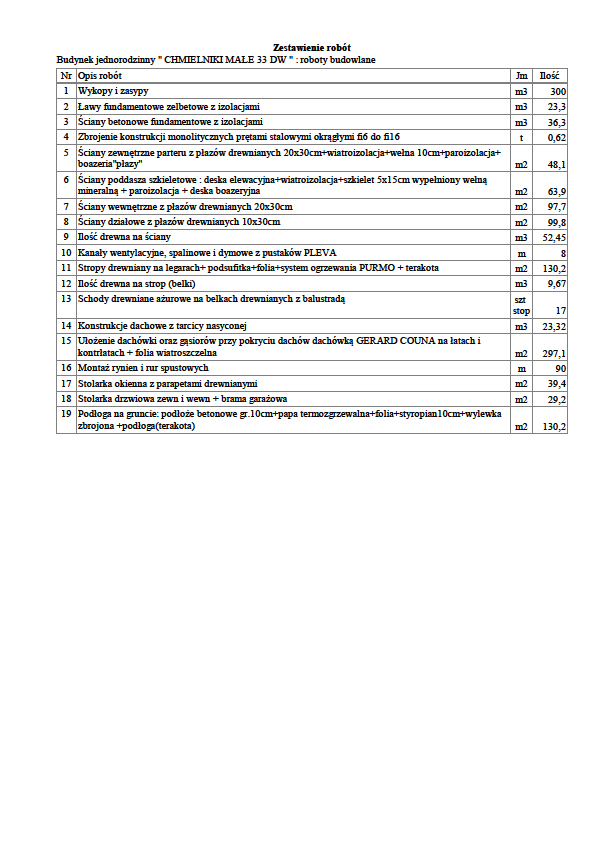 Zestawienie robót
Budynek jednorodzinny " CHMIELNIKI MAŁE 33 DW " : roboty budowlane
Nr Opis robót Jm Ilość
1 Wykopy i zasypy m3 300
2 Ławy fundamentowe zelbetowe z izolacjami m3 23,3
3 Ściany betonowe fundamentowe z izolacjami m3 36,3
4 Zbrojenie konstrukcji monolitycznych prętami stalowymi okrągłymi fi6 do fi16 t 0,62
5 Ściany zewnętrzne parteru z płazów drewnianych 20x30cm+wiatroizolacja+wełna 10cm+paroizolacja+
boazeria"płazy" m2 48,1
6 Ściany poddasza szkieletowe : deska elewacyjna+wiatroizolacja+szkielet 5x15cm wypełniony wełną
mineralną + paroizolacja + deska boazeryjna m2 63,9
7 Ściany wewnętrzne z płazów drewnianych 20x30cm m2 97,7
8 Ściany działowe z płazów drewnianych 10x30cm m2 99,8
9 Ilość drewna na ściany m3 52,45
10 Kanały wentylacyjne, spalinowe i dymowe z pustaków PLEVA m 8
11 Stropy drewniany na legarach+ podsufitka+folia+system ogrzewania PURMO + terakota m2 130,2
12 Ilość drewna na strop (belki) m3 9,67
13 Schody drewniane ażurowe na belkach drewnianych z balustradą szt
stop 17
14 Konstrukcje dachowe z tarcicy nasyconej m3 23,32
15 Ułożenie dachówki oraz gąsiorów przy pokryciu dachów dachówką GERARD COUNA na łatach i
kontrłatach + folia wiatroszczelna m2 297,1
16 Montaż rynien i rur spustowych m 90
17 Stolarka okienna z parapetami drewnianymi m2 39,4
18 Stolarka drzwiowa zewn i wewn + brama garażowa m2 29,2
19 Podłoga na gruncie: podłoże betonowe gr.10cm+papa termozgrzewalna+folia+styropian10cm+wylewka
zbrojona +podłoga(terakota) m2 130,2